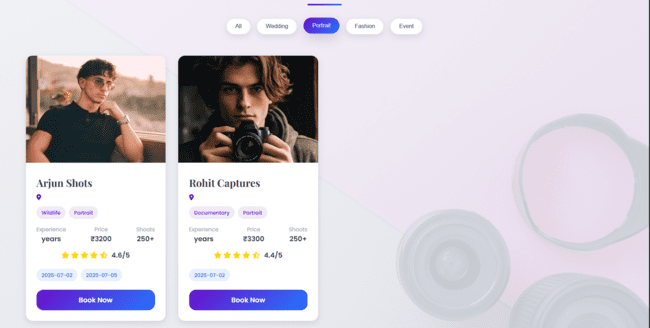 All Wedding Portrait Fashion Event
Arjun Shots
Wildlife Portrait
Experience Price Shoots
years ₹3200 250+
4.6/5
2025-07-02 2025-07-05
Book Now
Rohit Captures
Documentary Portrait
Experience Price Shoots
years ₹3300 250+
4.4/5
2025-07-02
Book Now